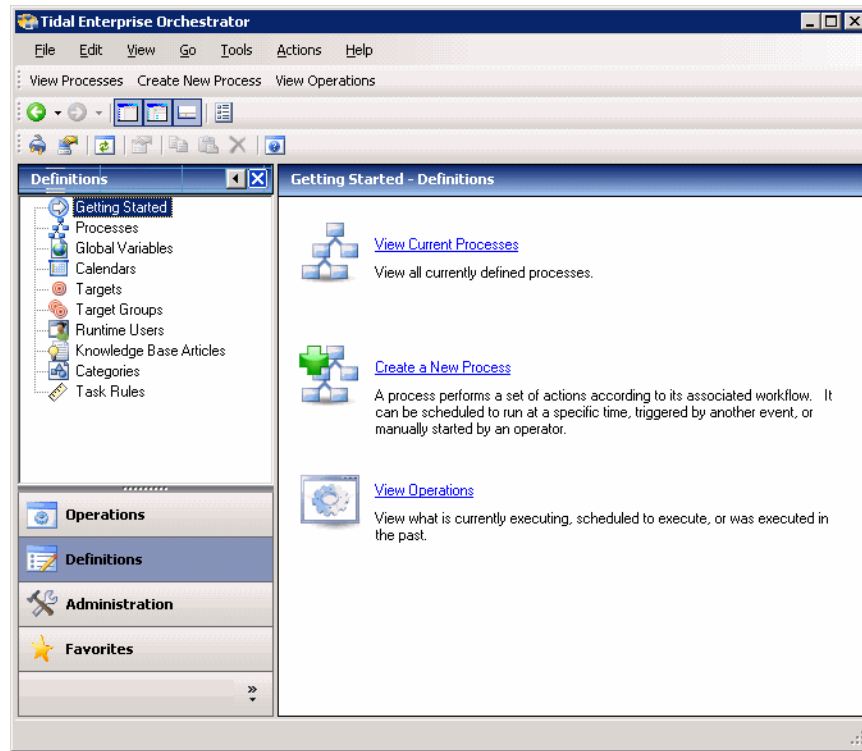 Tidal Enterprise Orchestrator
File Edit View Go Tools Actions Help
View Processes Create New Process View Operations
Definitions
Getting Started
Processes
Global Variables
Calendars
Targets
Target Groups
Runtime Users
Knowledge Base Articles
Categories
Task Rules
Operations
Definitions
Administration
Favorites
Getting Started - Definitions
View Current Processes
View all currently defined processes.
Create a New Process
A process performs a set of actions according to its associated workflow. It
can be scheduled to run at a specific time, triggered by another event, or
manually started by an operator.
View Operations
View what is currently executing, scheduled to execute, or was executed in
the past.